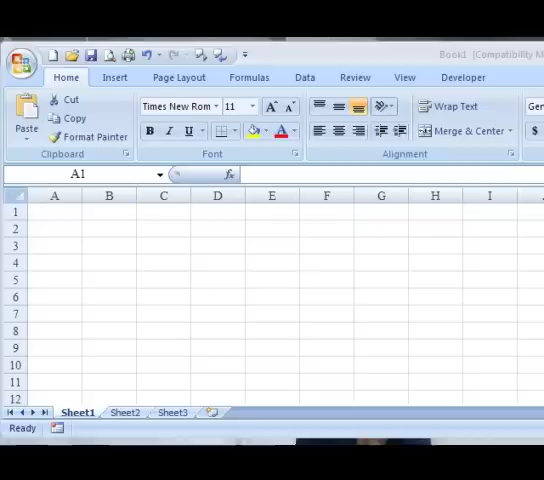 Book1 [Compatibility M
Home Insert Page Layout Formulas Data Review View Developer
Cut
Copy
Paste
Format Painter
Clipboard
Times New Rom 11 A A
B I U A
Font
Wrap Text
Merge & Center
Alignment
Gen
$
A1 fx
A B C D E F G H I
1
2
3
4
5
6
7
8
9
10
11
12
Sheet1 Sheet2 Sheet3
Ready